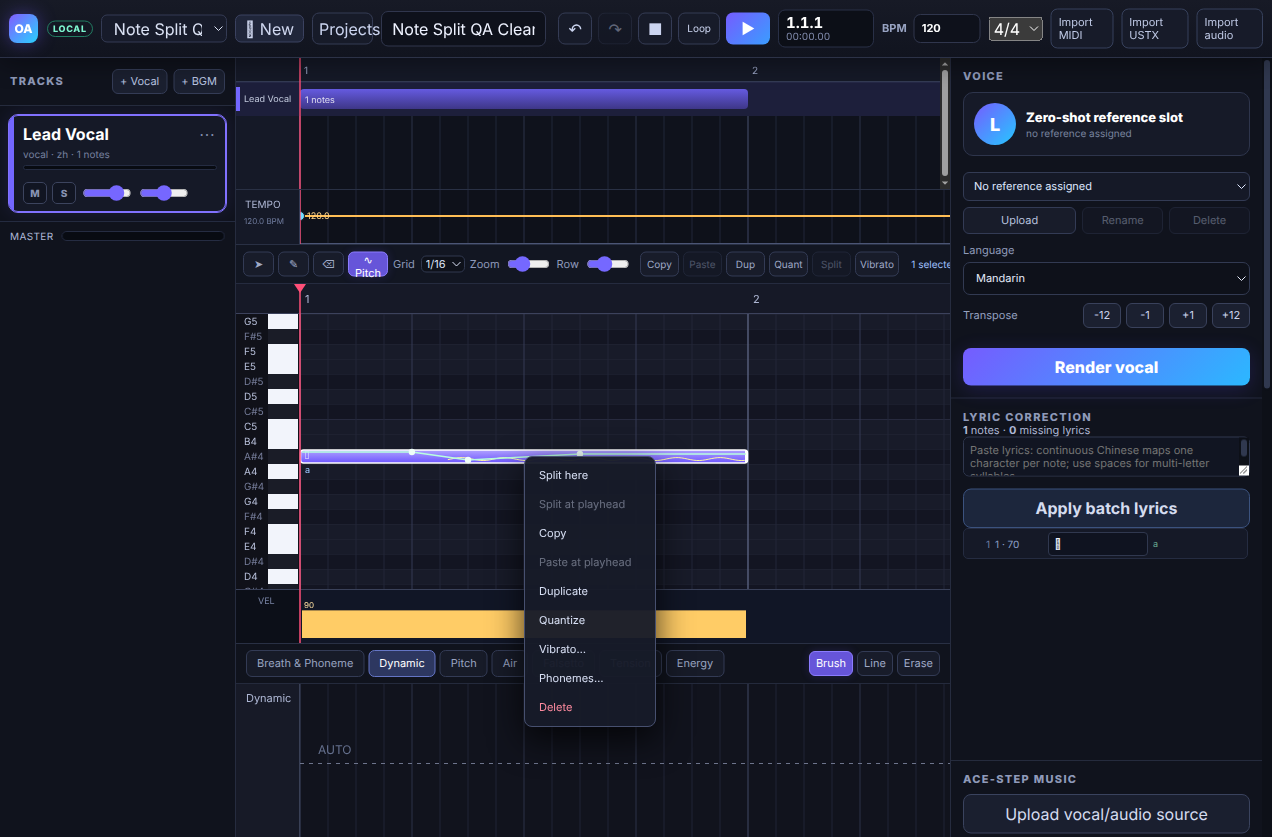 OA
LOCAL
Note Split Q
New
Projects
Note Split QA Clear
Loop
1.1.1
00:00.00
BPM
120
4/4
Import MIDI
Import USTX
Import audio
TRACKS
+ Vocal
+ BGM
Lead Vocal
vocal · zh · 1 notes
M
S
MASTER
1
2
Lead Vocal
1 notes
TEMPO
120.0 BPM
120.0
Pitch
Grid
1/16
Zoom
Row
Copy
Paste
Dup
Quant
Split
Vibrato
1 selecte
1
2
G5
F#5
F5
E5
D#5
D5
C#5
C5
B4
A#4
A4
a
G#4
G4
F#4
F4
E4
D#4
D4
VEL
90
Split here
Split at playhead
Copy
Paste at playhead
Duplicate
Quantize
Vibrato...
Phonemes...
Delete
Breath & Phoneme
Dynamic
Pitch
Air
Energy
Brush
Line
Erase
Dynamic
AUTO
VOICE
L
Zero-shot reference slot
no reference assigned
No reference assigned
Upload
Rename
Delete
Language
Mandarin
Transpose
-12
-1
+1
+12
Render vocal
LYRIC CORRECTION
1 notes · 0 missing lyrics
Paste lyrics: continuous Chinese maps one
character per note; use spaces for multi-letter
syllables
Apply batch lyrics
1 1 · 70
a
ACE-STEP MUSIC
Upload vocal/audio source